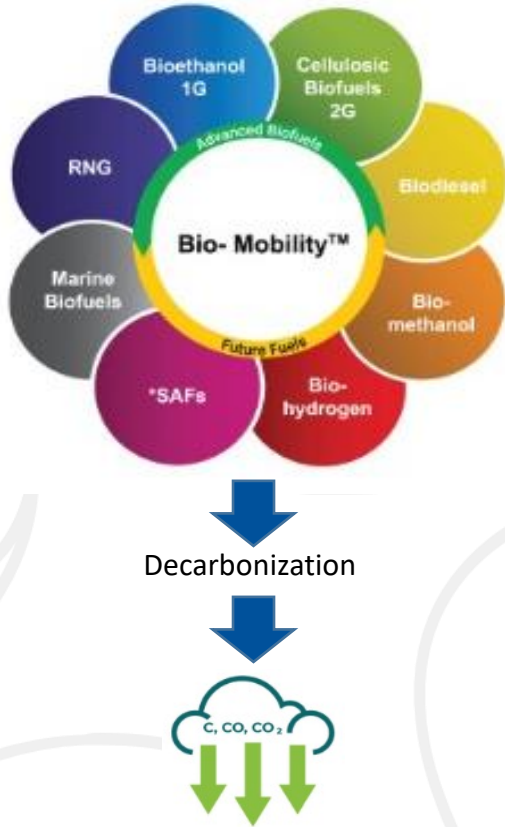 Bioethanol
1G
Cellulosic
Biofuels
2G
Advanced Biofuels
RNG
Biodiesel
Bio- Mobility™
Marine
Biofuels
Bio-
methanol
Future Fuels
*SAFs
Bio-
hydrogen
Decarbonization
C, CO, CO₂